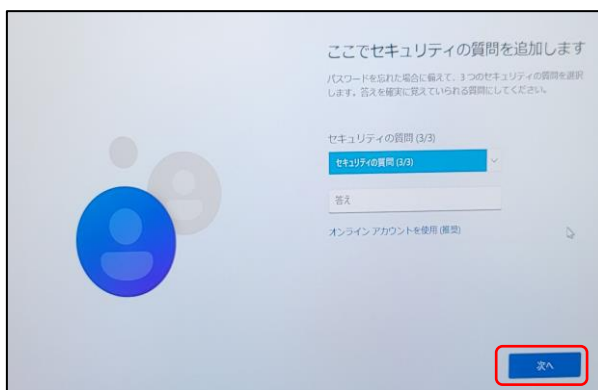 ここでセキュリティの質問を追加します
パスワードを忘れた場合に備えて、3 つのセキュリティの質問を選択
します。答えを確実に覚えていられる質問にしてください。
セキュリティの質問 (3/3)
セキュリティの質問 (3/3)
答え
オンライン アカウントを使用 (推奨)
次へ